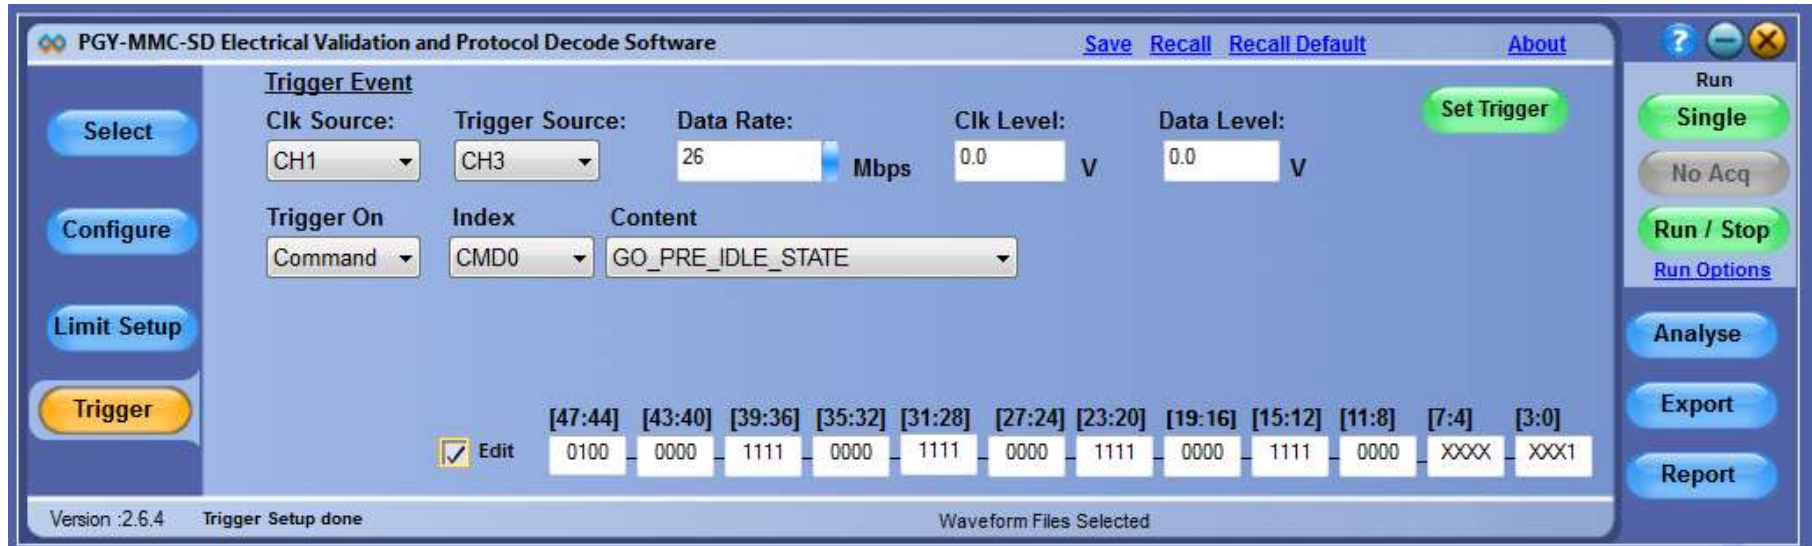 PGY-MMC-SD Electrical Validation and Protocol Decode Software Save Recall Recall Default About ?
Trigger Event Run
Select Clk Source: Trigger Source: Data Rate: Clk Level: Data Level: Set Trigger Single
CH1 CH3 26 Mbps 0.0 V 0.0 V No Acq
Configure Trigger On Index Content Run / Stop
Command CMD0 GO_PRE_IDLE_STATE Run Options
Limit Setup Analyse
Trigger [47:44] [43:40] [39:36] [35:32] [31:28] [27:24] [23:20] [19:16] [15:12] [11:8] [7:4] [3:0] Export
Edit 0100 _ 0000 _ 1111 _ 0000 _ 1111 _ 0000 _ 1111 _ 0000 _ 1111 _ 0000 _ XXXX _ XXX1 Report
Version :2.6.4 Trigger Setup done Waveform Files Selected